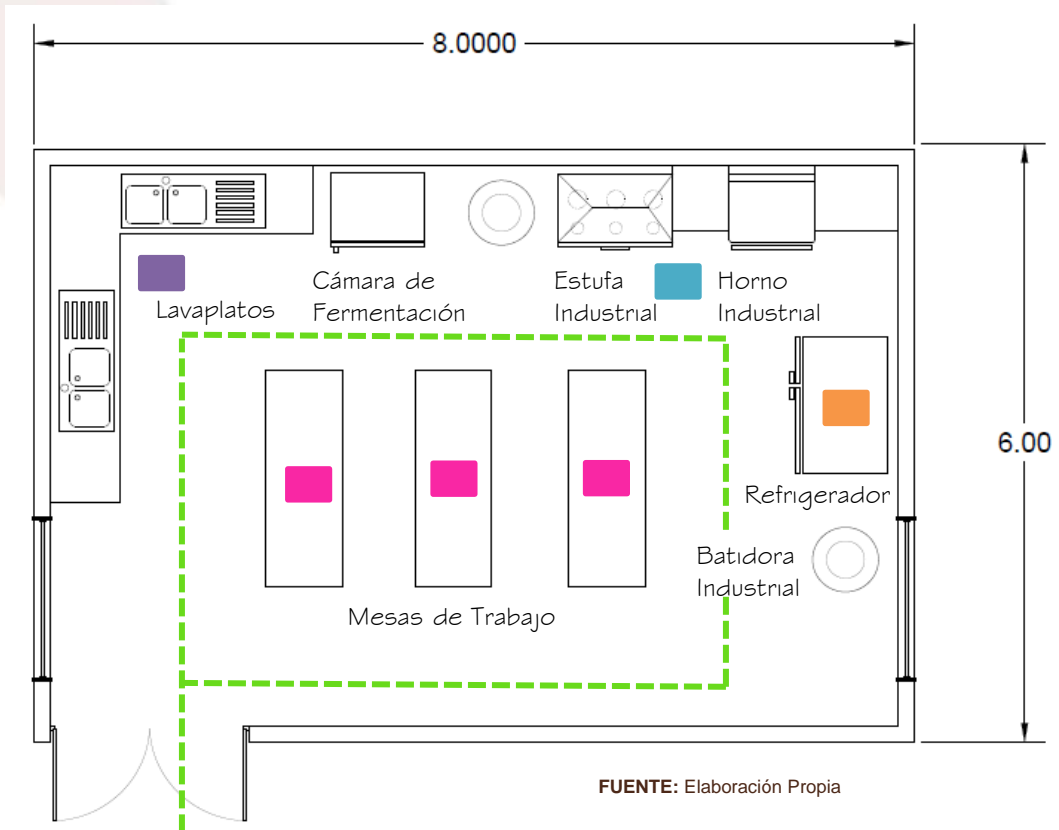 8.0000
Cámara de
Fermentación
Estufa
Industrial
Horno
Industrial
Lavaplatos
6.00
Refrigerador
Batidora
Industrial
Mesas de Trabajo
FUENTE: Elaboración Propia